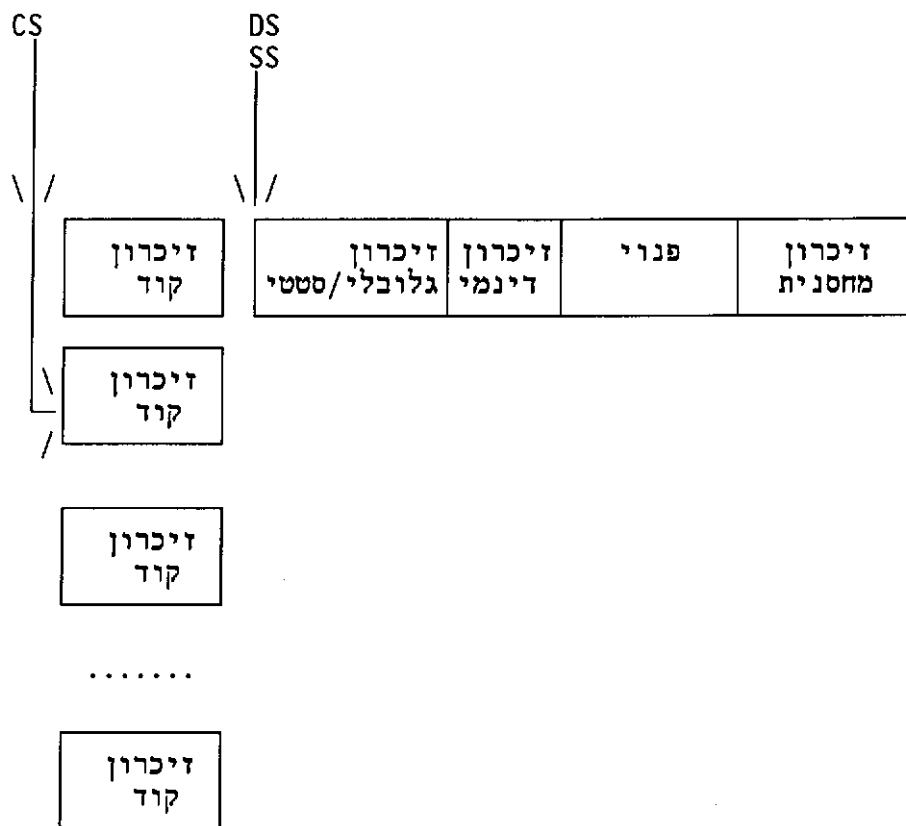 CS
DS
SS
זיכרון
קוד
זיכרון
גלובלי/סטטי
זיכרון
דינמי
פנוי
זיכרון
מחסנית
זיכרון
קוד
זיכרון
קוד
.......
זיכרון
קוד